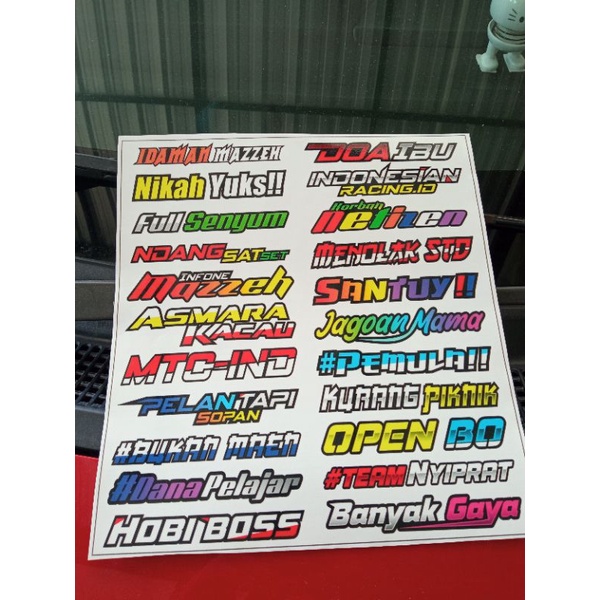 IDAMAN MAZZEH
Nikah Yuks!!
Full Senyum
NDANG SAT SET
INFONE
Mazzeh
ASMARA
KACAU
MTC-IND
PELAN TAPI
SOPAN
#BUKAN MAEN
#Dana Pelajar
HOBI BOSS
DOA IBU
INDONESIAN
RACING.ID
Korban
netizen
MENOLAK STD
SANTUY!!
Jagoan Mama
#PEMULA!!
KURANG PIKNIK
OPEN BO
#TEAM NYIPRAT
Banyak Gaya